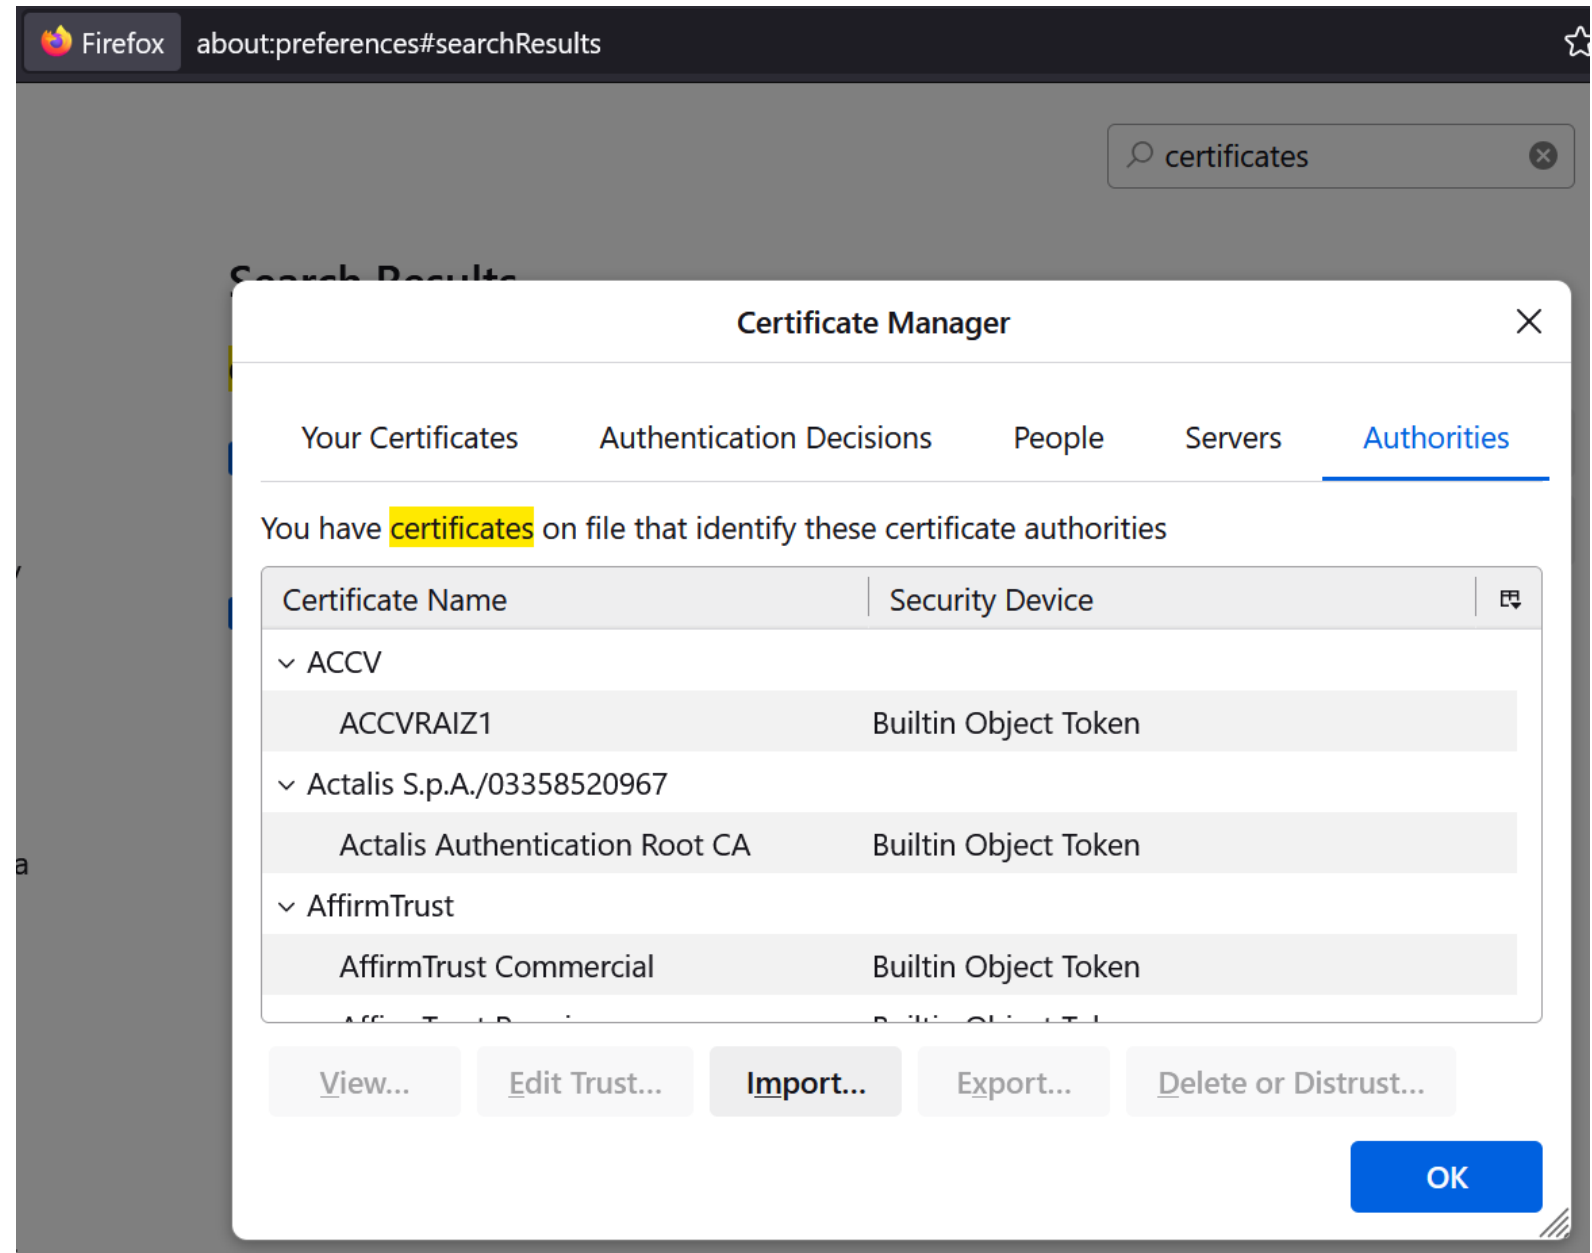 Firefox about:preferences#searchResults
certificates
Search Results
Certificate Manager
Your Certificates Authentication Decisions People Servers Authorities
You have certificates on file that identify these certificate authorities
Certificate Name Security Device
ACCV
ACCVRAIZ1 Builtin Object Token
Actalis S.p.A./03358520967
Actalis Authentication Root CA Builtin Object Token
AffirmTrust
AffirmTrust Commercial Builtin Object Token
View... Edit Trust... Import... Export... Delete or Distrust...
OK